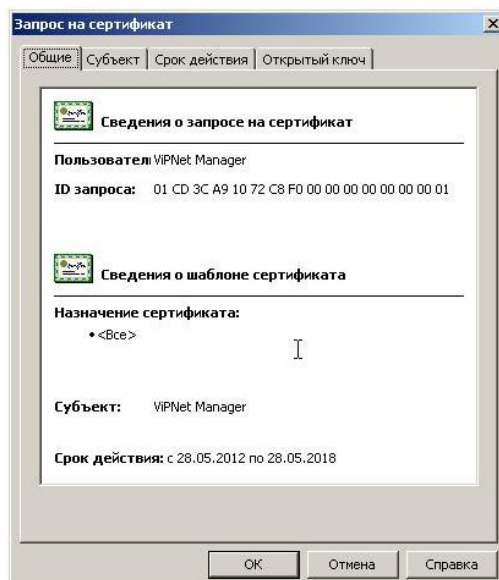 Запрос на сертификат
Общие Субъект Срок действия Открытый ключ
Сведения о запросе на сертификат
Пользовател ViPNet Manager
ID запроса: 01 CD 3C A9 10 72 C8 F0 00 00 00 00 00 00 00 01
Сведения о шаблоне сертификата
Назначение сертификата:
• <Все>
Субъект: ViPNet Manager
Срок действия: с 28.05.2012 по 28.05.2018
ОК Отмена Справка